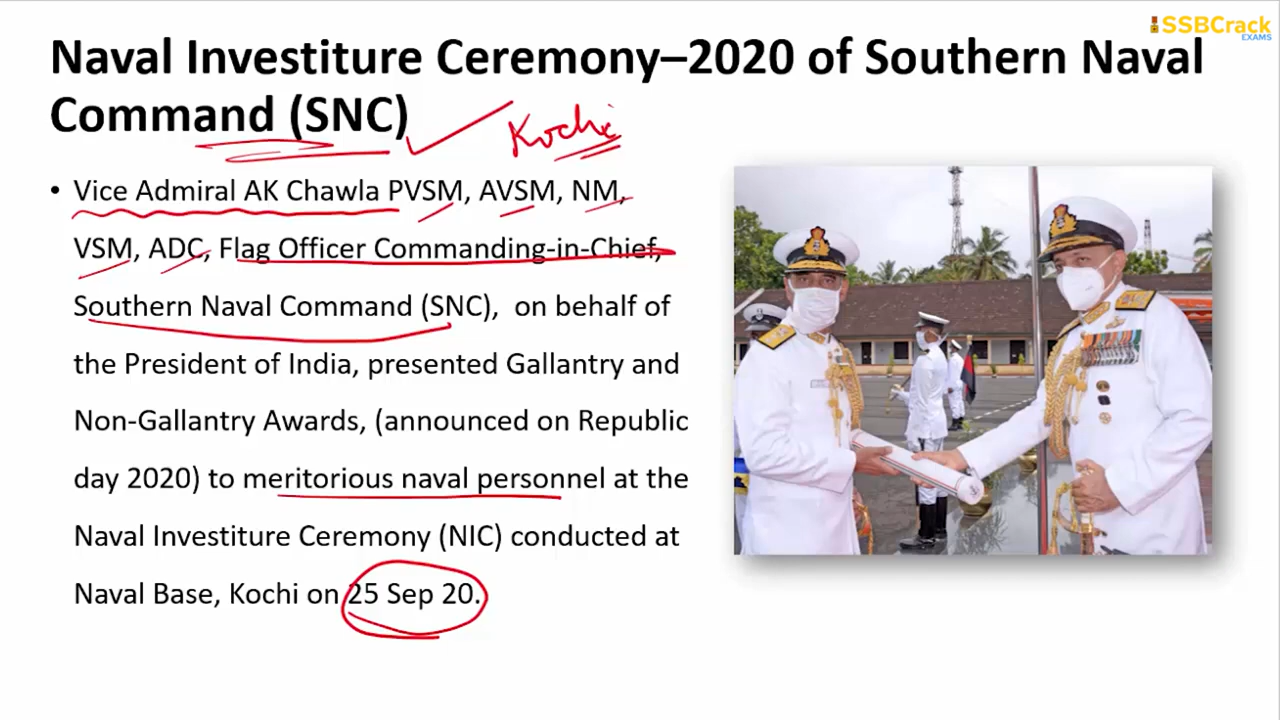 SSBCrack
EXAMS
Naval Investiture Ceremony–2020 of Southern Naval
Command (SNC)
Kochi
• Vice Admiral AK Chawla PVSM, AVSM, NM,
VSM, ADC, Flag Officer Commanding-in-Chief,
Southern Naval Command (SNC), on behalf of
the President of India, presented Gallantry and
Non-Gallantry Awards, (announced on Republic
day 2020) to meritorious naval personnel at the
Naval Investiture Ceremony (NIC) conducted at
Naval Base, Kochi on 25 Sep 20.